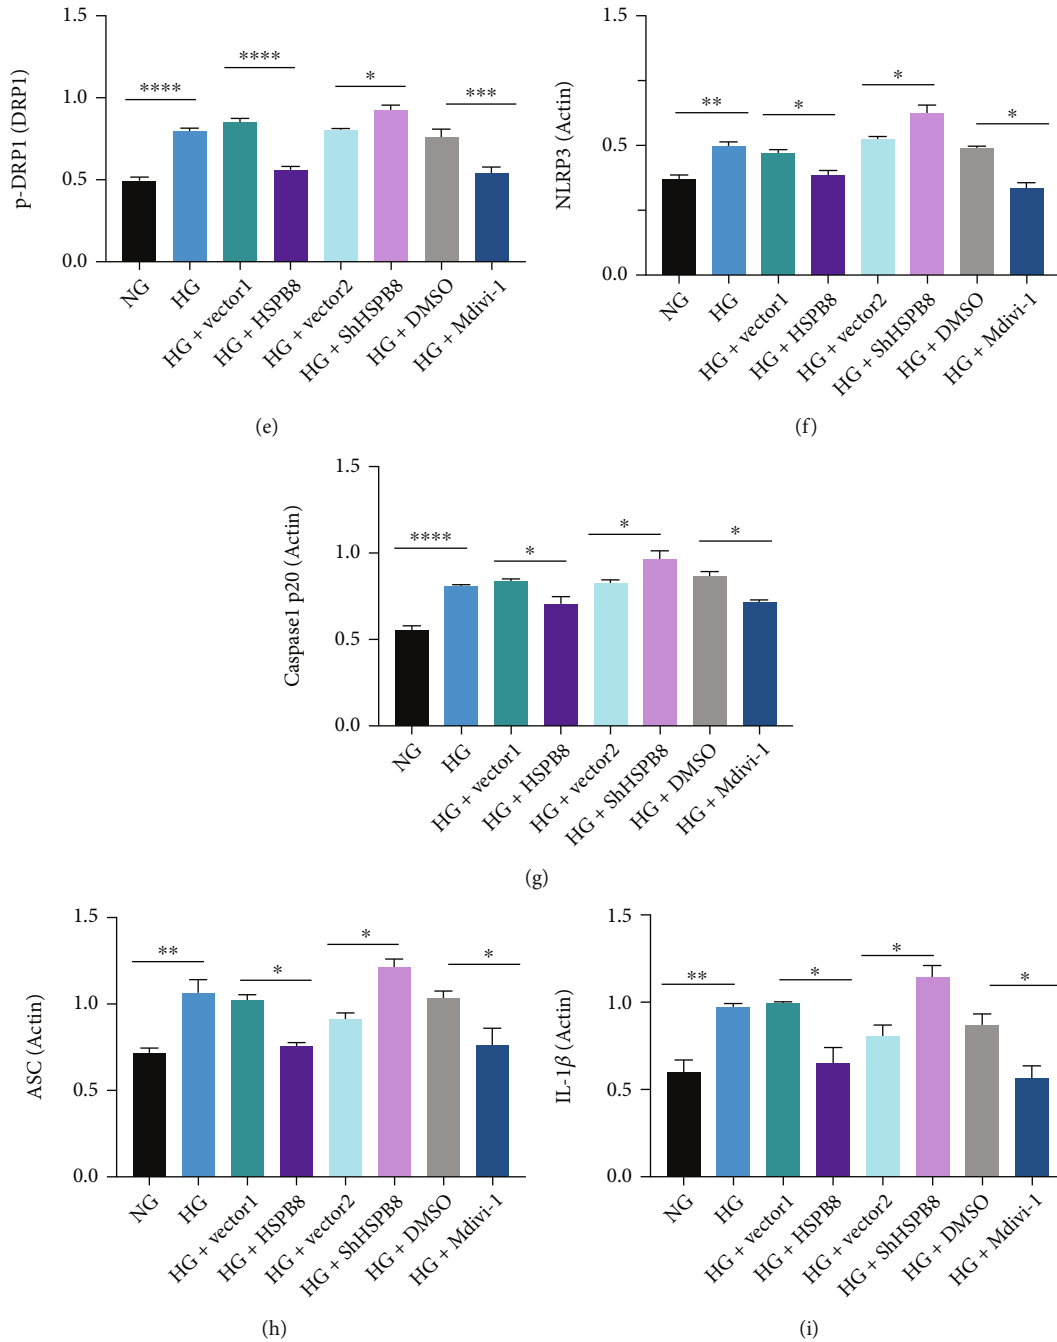 p-DRP1 (DRP1)
1.5
1.0
0.5
0.0
****
****
*
***
NG
HG
HG + vector1
HG + HSPB8
HG + vector2
HG + ShHSPB8
HG + DMSO
HG + Mdivi-1
(e)
NLRP3 (Actin)
1.5
0.5
0.0
**
*
*
*
NG
HG
HG + vector1
HG + HSPB8
HG + vector2
HG + ShHSPB8
HG + DMSO
HG + Mdivi-1
(f)
Caspase1 p20 (Actin)
1.5
1.0
0.5
0.0
****
*
*
*
NG
HG
HG + vector1
HG + HSPB8
HG + vector2
HG + ShHSPB8
HG + DMSO
HG + Mdivi-1
(g)
ASC (Actin)
1.5
1.0
0.5
0.0
**
*
*
*
NG
HG
HG + vector1
HG + HSPB8
HG + vector2
HG + ShHSPB8
HG + DMSO
HG + Mdivi-1
(h)
IL-1β (Actin)
1.5
1.0
0.5
0.0
**
*
*
*
NG
HG
HG + vector1
HG + HSPB8
HG + vector2
HG + ShHSPB8
HG + DMSO
HG + Mdivi-1
(i)